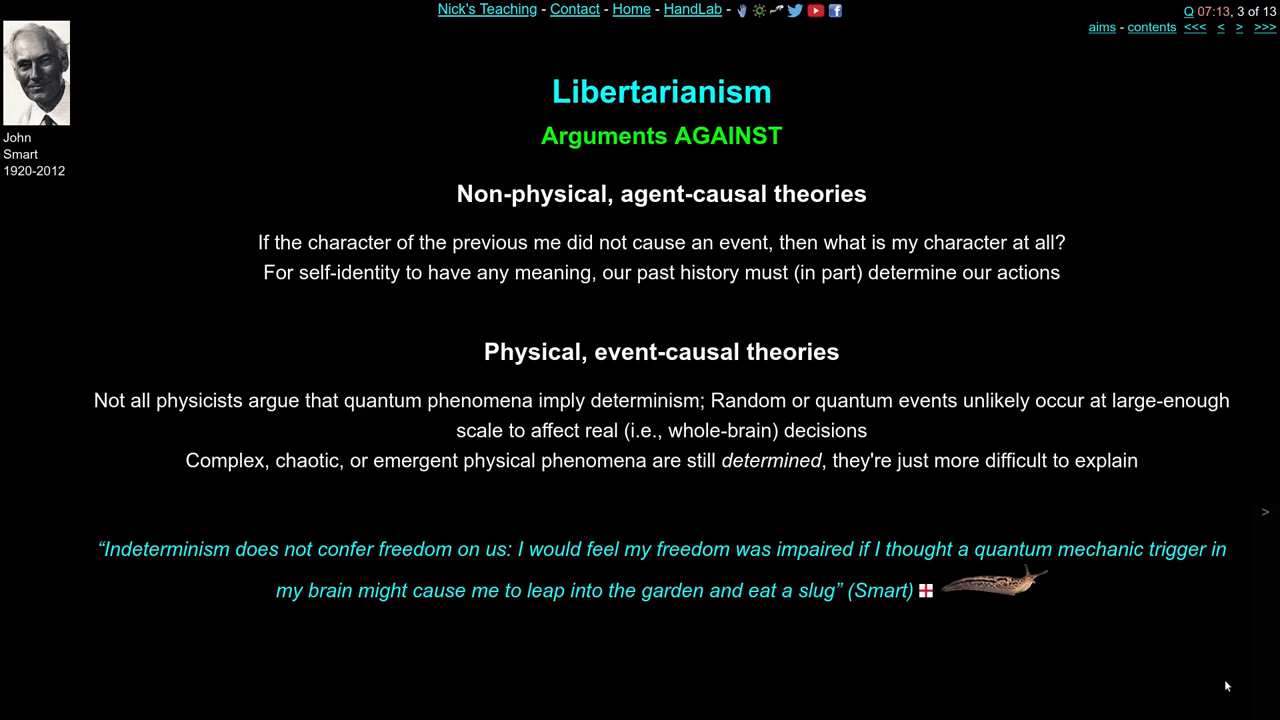 Nick's Teaching - Contact - Home - HandLab -
Q 07:13, 3 of 13
aims - contents <<< < > >>>
John
Smart
1920-2012
Libertarianism
Arguments AGAINST
Non-physical, agent-causal theories
If the character of the previous me did not cause an event, then what is my character at all?
For self-identity to have any meaning, our past history must (in part) determine our actions
Physical, event-causal theories
Not all physicists argue that quantum phenomena imply determinism; Random or quantum events unlikely occur at large-enough
scale to affect real (i.e., whole-brain) decisions
Complex, chaotic, or emergent physical phenomena are still determined, they're just more difficult to explain
>
“Indeterminism does not confer freedom on us: I would feel my freedom was impaired if I thought a quantum mechanic trigger in
my brain might cause me to leap into the garden and eat a slug” (Smart)